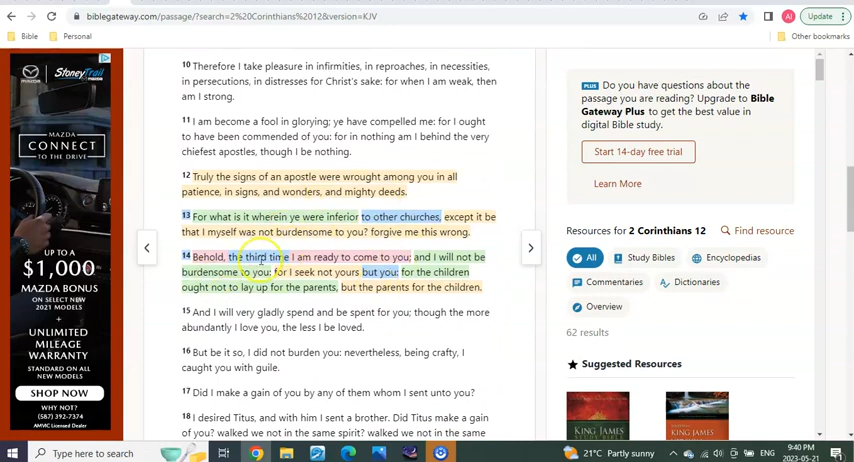 biblegateway.com/passage/?search=2%20Corinthians%2012&version=KJV
AI
Update
Bible
Personal
Other bookmarks
mazda
StoneyTrail
mazda
MAZDA
CONNECT
TO THE DRIVE
UP TO A
$1,000*
MAZDA BONUS
ON SELECT NEW
2021 MODELS
+
UNLIMITED
MILEAGE
WARRANTY
STANDARD ON ALL
NEW MODELS
SHOP NOW
WHY NOT?
(587) 392-7374
AMVIC Licensed Dealer
10 Therefore I take pleasure in infirmities, in reproaches, in necessities,
in persecutions, in distresses for Christ's sake: for when I am weak, then
am I strong.
11 I am become a fool in glorying; ye have compelled me: for I ought
to have been commended of you: for in nothing am I behind the very
chiefest apostles, though I be nothing.
12 Truly the signs of an apostle were wrought among you in all
patience, in signs, and wonders, and mighty deeds.
13 For what is it wherein ye were inferior to other churches, except it be
that I myself was not burdensome to you? forgive me this wrong.
14 Behold, the third time I am ready to come to you; and I will not be
burdensome to you: for I seek not yours but you: for the children
ought not to lay up for the parents, but the parents for the children.
15 And I will very gladly spend and be spent for you; though the more
abundantly I love you, the less I be loved.
16 But be it so, I did not burden you: nevertheless, being crafty, I
caught you with guile.
17 Did I make a gain of you by any of them whom I sent unto you?
18 I desired Titus, and with him I sent a brother. Did Titus make a gain
of you? walked we not in the same spirit? walked we not in the same
PLUS Do you have questions about the
passage you are reading? Upgrade to Bible
Gateway Plus to get the best value in
digital Bible study.
Start 14-day free trial
Learn More
Resources for 2 Corinthians 12
Find resource
All
Study Bibles
Encyclopedias
Commentaries
Dictionaries
Overview
62 results
Suggested Resources
KING JAMES
KING JAMES
Type here to search
21°C Partly sunny
ENG
9:40 PM
2023-05-21